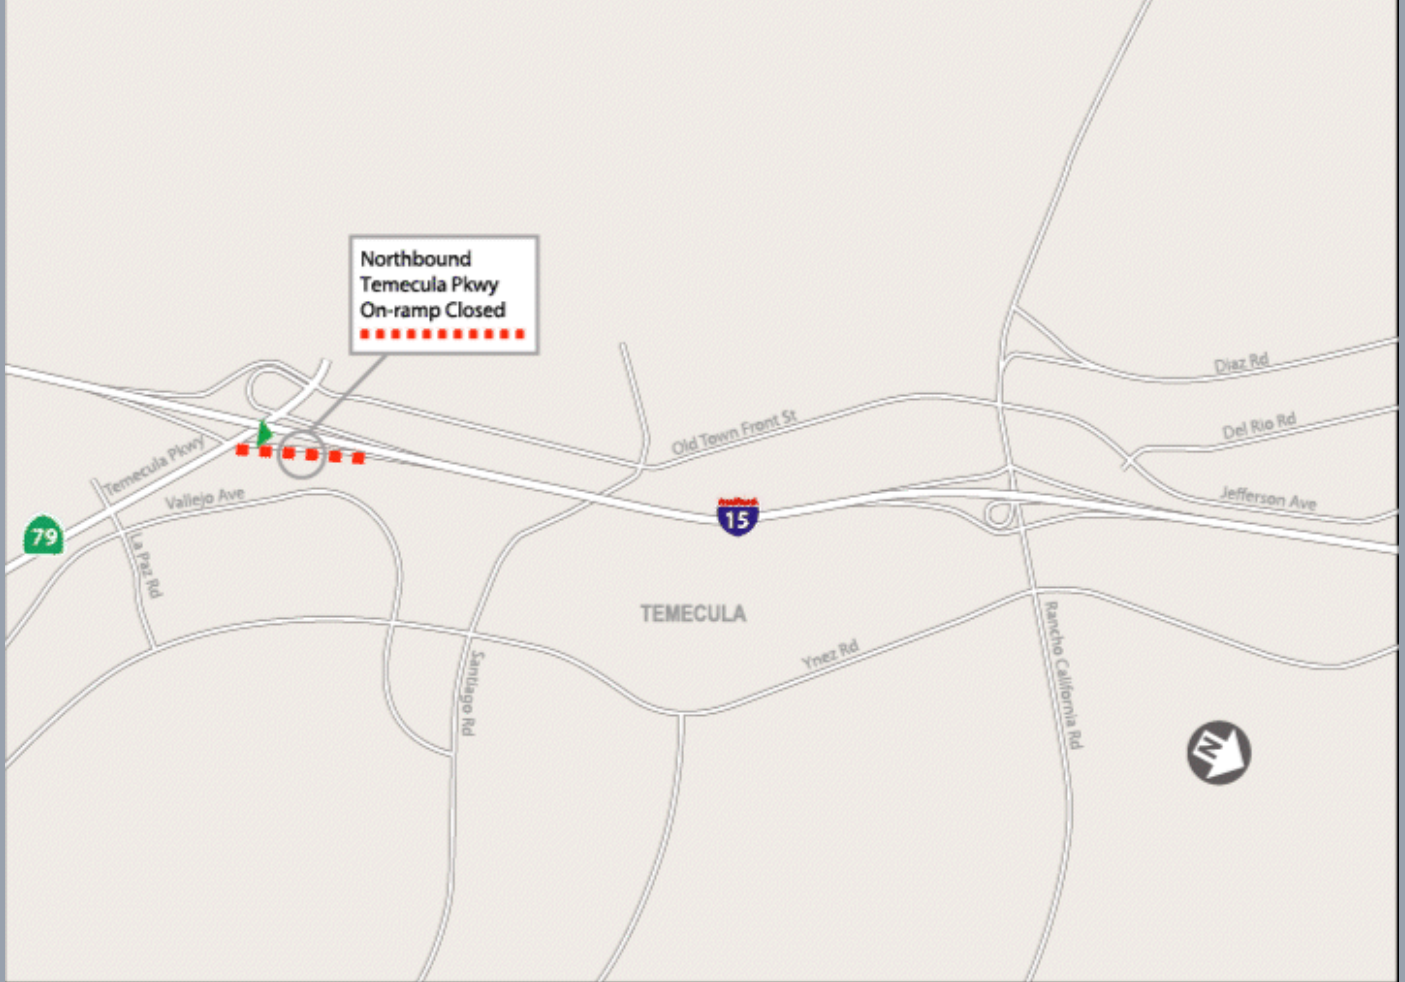 Northbound
Temecula Pkwy
On-ramp Closed
Diaz Rd
Old Town Front St
Del Rio Rd
Temecula Pkwy
Vallejo Ave
Jefferson Ave
15
79
La Paz Rd
TEMECULA
Ynez Rd
Santiago Rd
Rancho California Rd
N